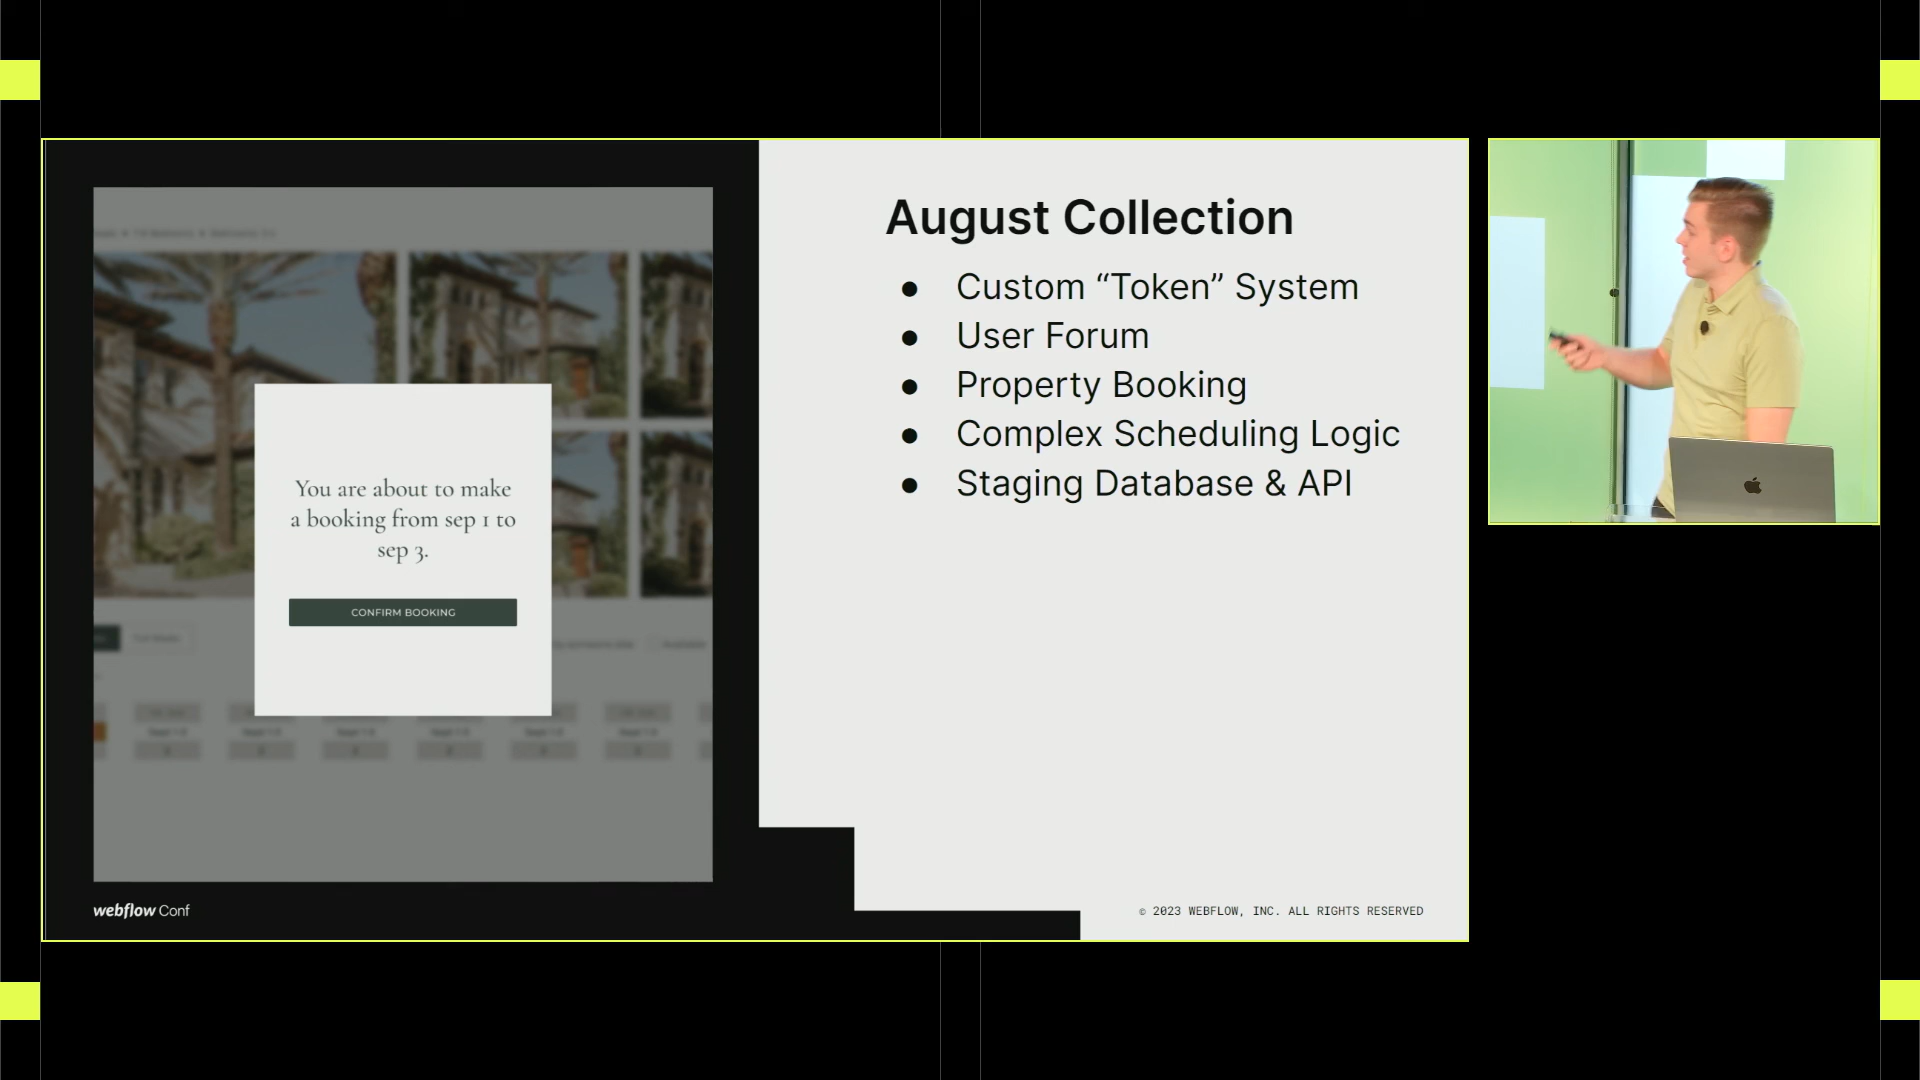 You are about to make
a booking from sep 1 to
sep 3.
CONFIRM BOOKING
August Collection
● Custom “Token” System
● User Forum
● Property Booking
● Complex Scheduling Logic
● Staging Database & API
webflow Conf
© 2023 WEBFLOW, INC. ALL RIGHTS RESERVED